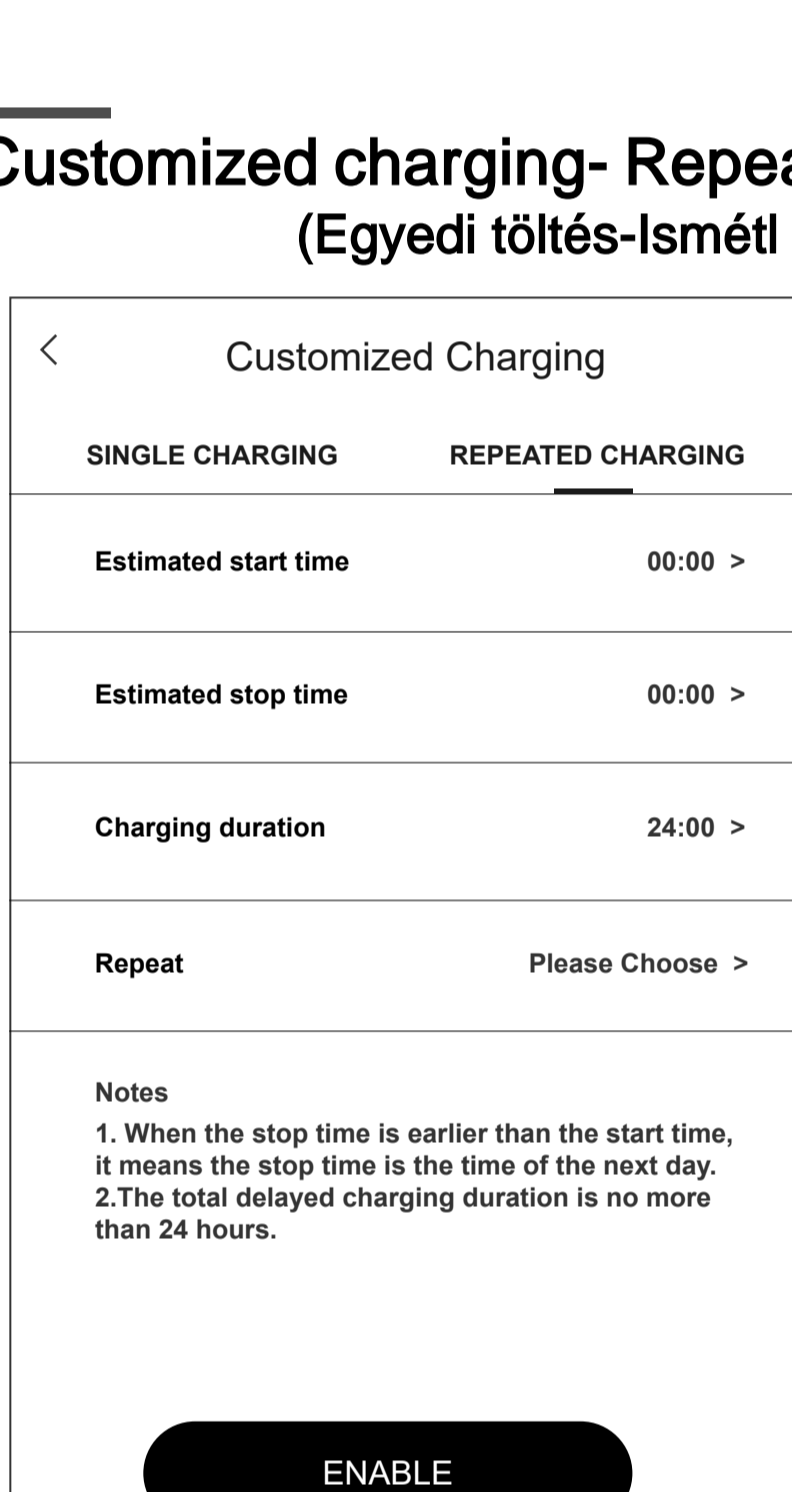 Customized charging- Repea
(Egyedi töltés-Ismétl
< Customized Charging
SINGLE CHARGING REPEATED CHARGING
Estimated start time 00:00 >
Estimated stop time 00:00 >
Charging duration 24:00 >
Repeat Please Choose >
Notes
1. When the stop time is earlier than the start time,
it means the stop time is the time of the next day.
2.The total delayed charging duration is no more
than 24 hours.
ENABLE